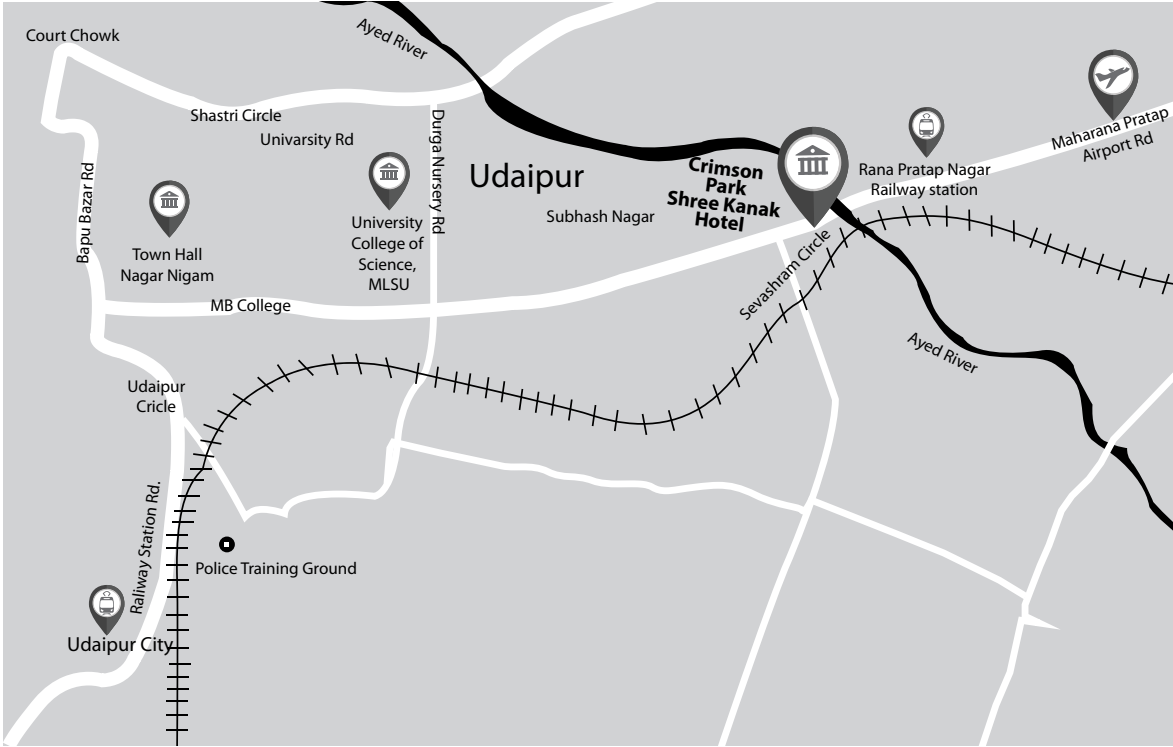 Court Chowk
Ayed River
Shastri Circle
Univarsity Rd
Durga Nursery Rd
Udaipur
Subhash Nagar
Crimson
Park
Shree Kanak
Hotel
Rana Pratap Nagar
Railway station
Maharana Pratap
Airport Rd
Bapu Bazar Rd
Town Hall
Nagar Nigam
University
College of
Science,
MLSU
MB College
Sevashram Circle
Ayed River
Udaipur
Cricle
Raliway Station Rd.
Police Training Ground
Udaipur City